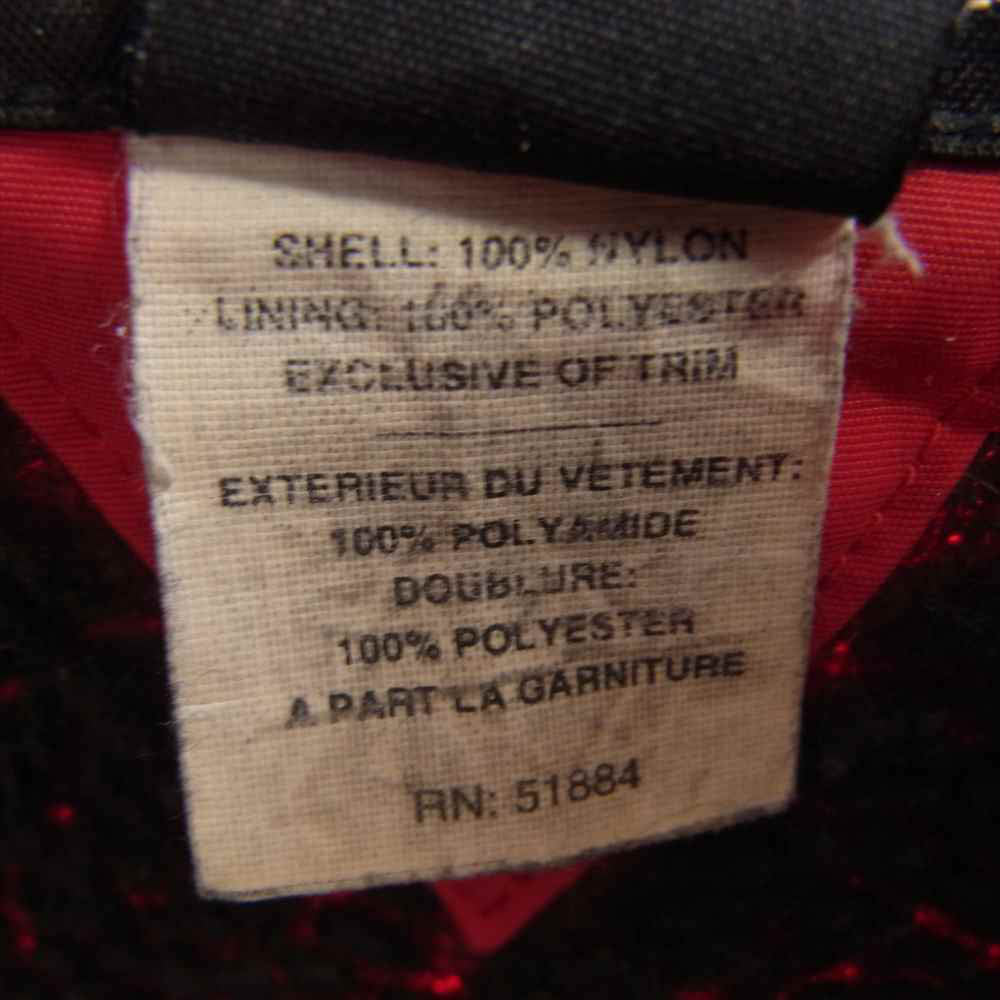 SHELL: 100% NYLON
LINING: 100% POLYESTER
EXCLUSIVE OF TRIM
EXTERIEUR DU VETEMENT:
100% POLYAMIDE
DOUBLURE:
100% POLYESTER
A PART LA GARNITURE
RN: 51884